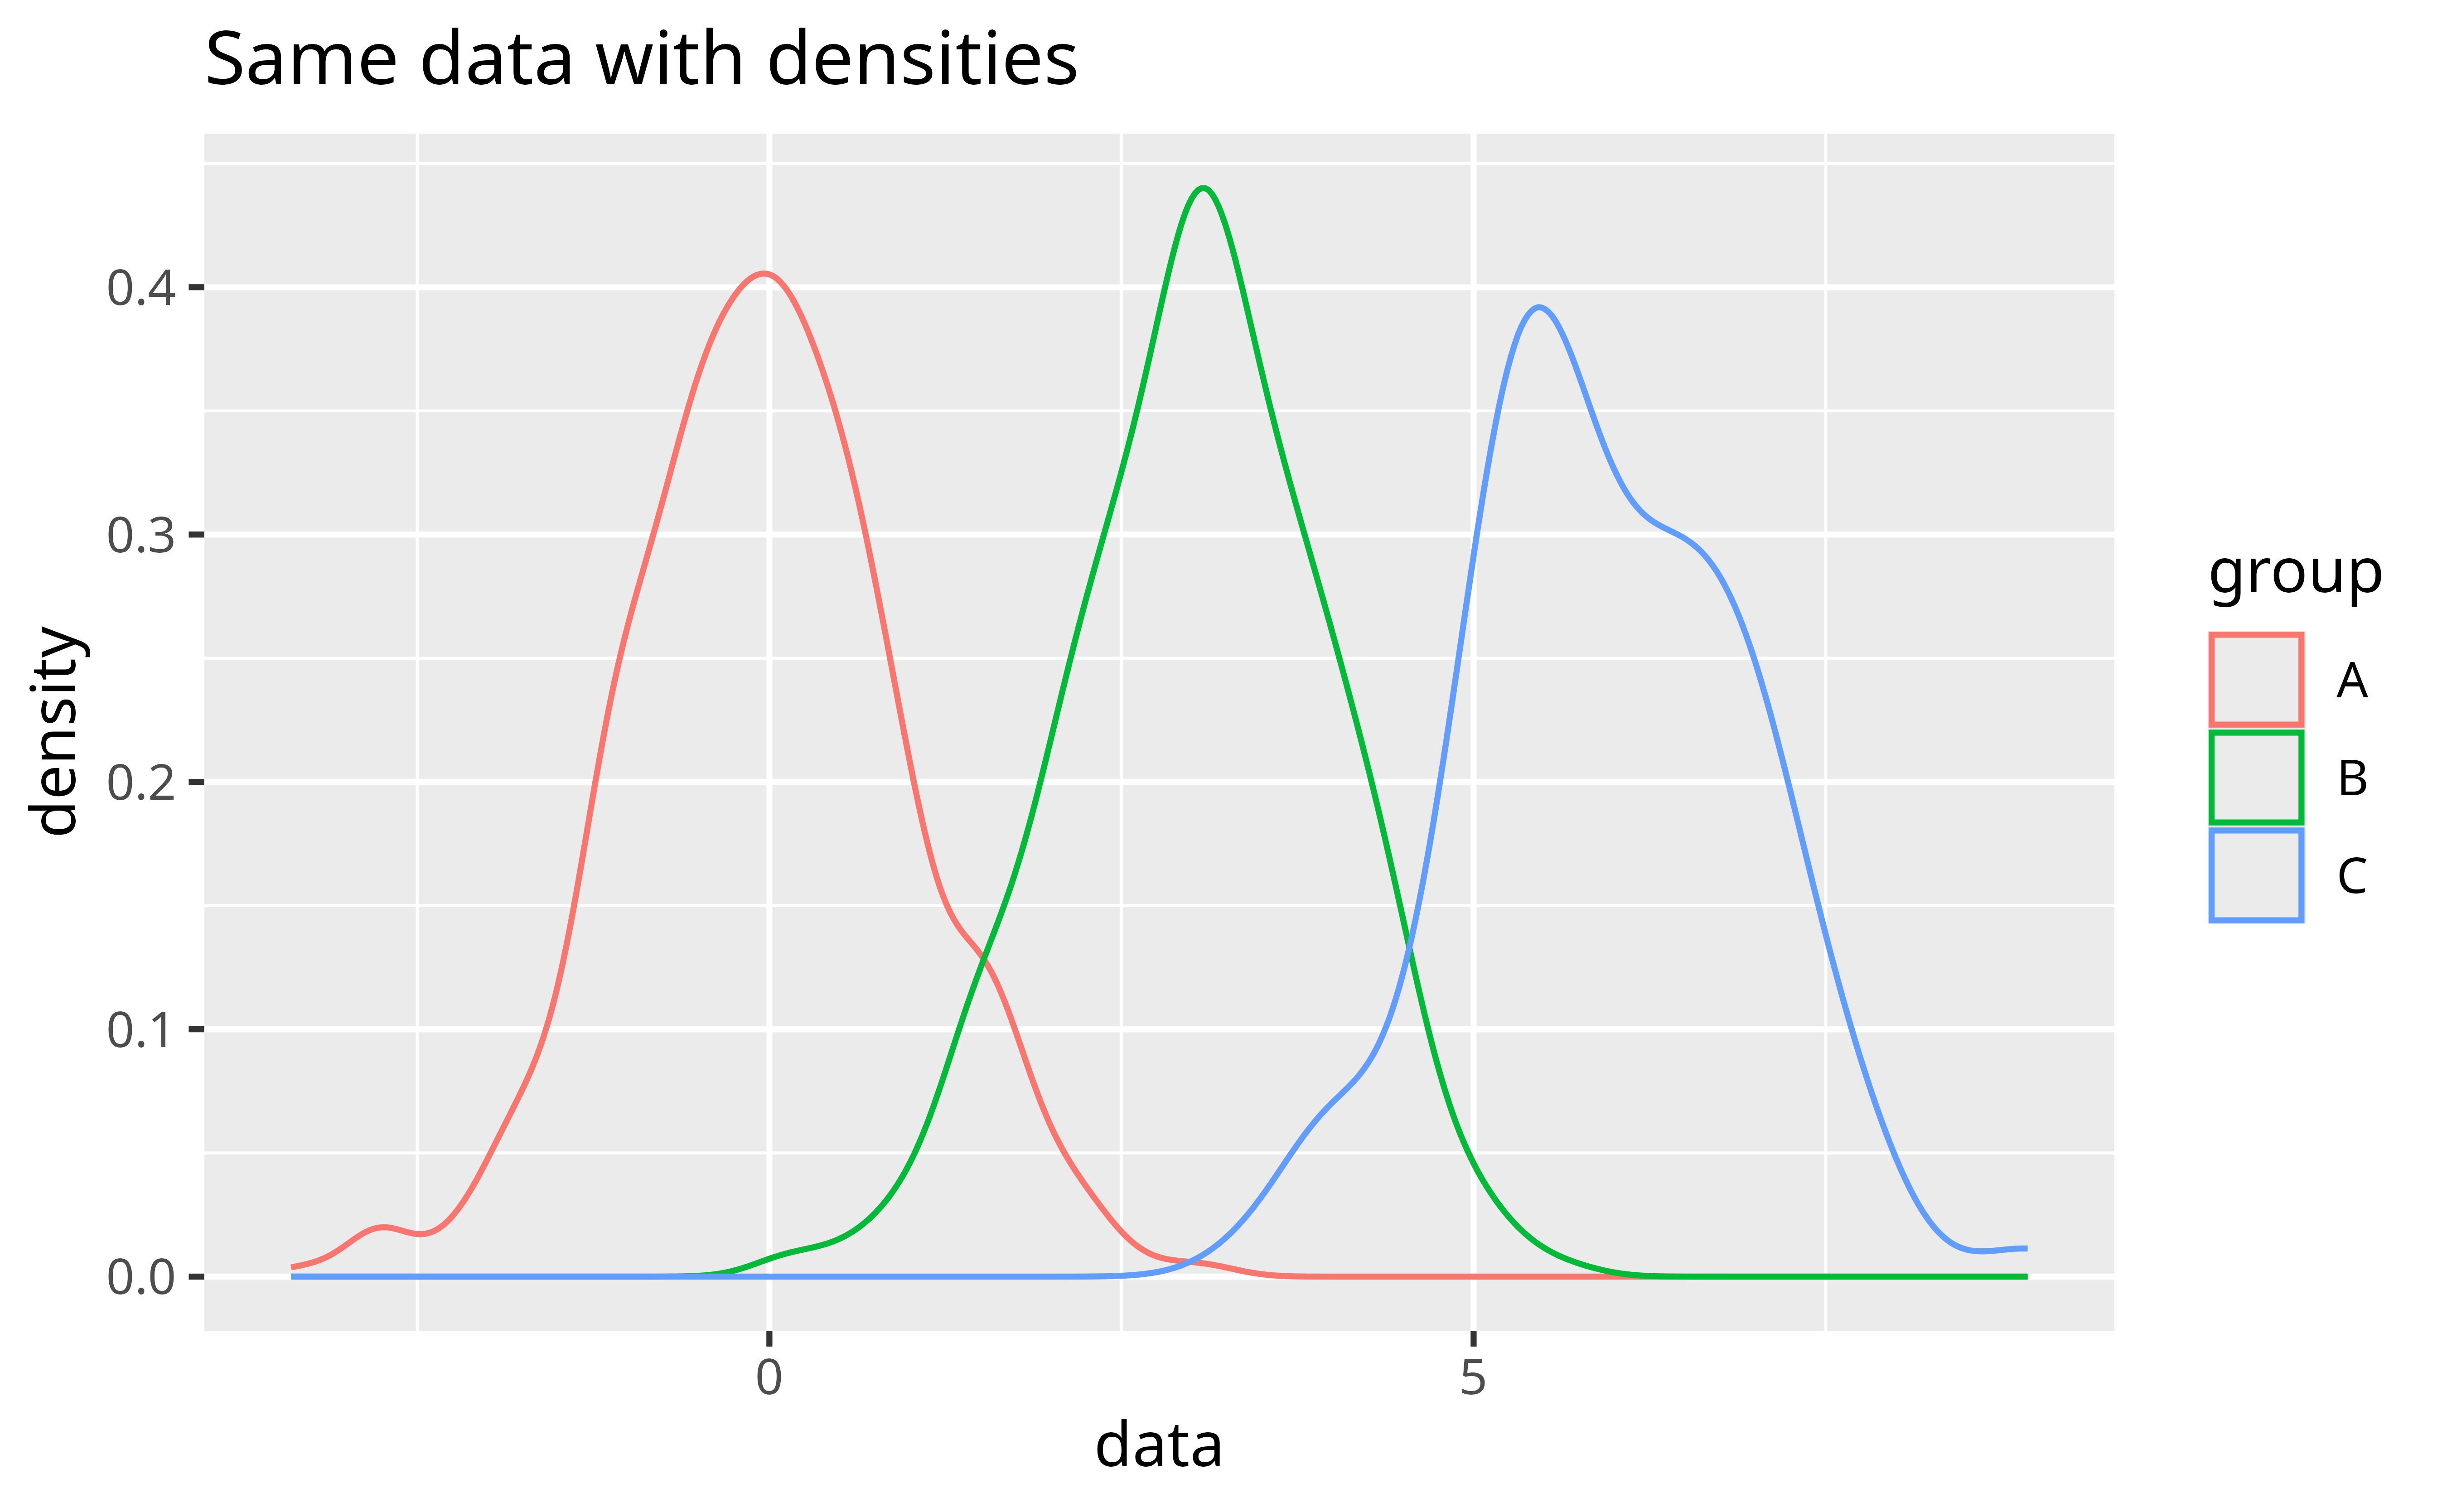 Same data with densities
density
0.4
0.3
0.2
0.1
0.0
0
5
data
group
A
B
C